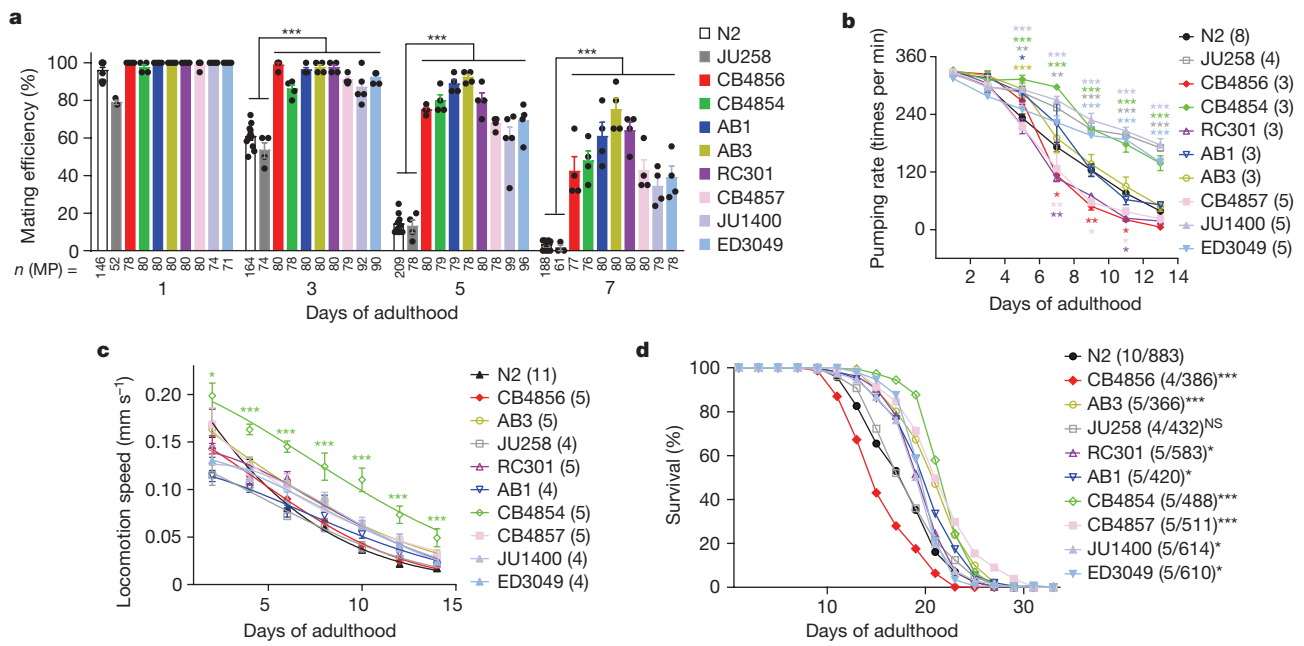 a
Mating efficiency (%)
100
80
60
40
20
0
***
***
***
n (MP) =
146 52 78 80 80 80 80 80 74 71
164 74 80 78 80 80 80 79 92 90
209 78 80 79 79 78 80 78 99 96
188 61 77 76 80 80 80 80 79 78
1 3 5 7
Days of adulthood
N2
JU258
CB4856
CB4854
AB1
AB3
RC301
CB4857
JU1400
ED3049
b
Pumping rate (times per min)
360
240
120
0
2 4 6 8 10 12 14
Days of adulthood
*** *** ** * ***
*** *** **
*** *** *** ***
*** *** *** ***
*** *** *** ***
* ** **
** *
* * *
N2 (8)
JU258 (4)
CB4856 (3)
CB4854 (3)
RC301 (3)
AB1 (3)
AB3 (3)
CB4857 (5)
JU1400 (5)
ED3049 (5)
c
Locomotion speed (mm s⁻¹)
0.20
0.15
0.10
0.05
0
5 10 15
Days of adulthood
* *** *** *** *** *** ***
N2 (11)
CB4856 (5)
AB3 (5)
JU258 (4)
RC301 (5)
AB1 (4)
CB4854 (5)
CB4857 (5)
JU1400 (4)
ED3049 (4)
d
Survival (%)
100
80
60
40
20
0
10 20 30
Days of adulthood
N2 (10/883)
CB4856 (4/386)***
AB3 (5/366)***
JU258 (4/432)NS
RC301 (5/583)*
AB1 (5/420)*
CB4854 (5/488)***
CB4857 (5/511)***
JU1400 (5/614)*
ED3049 (5/610)*